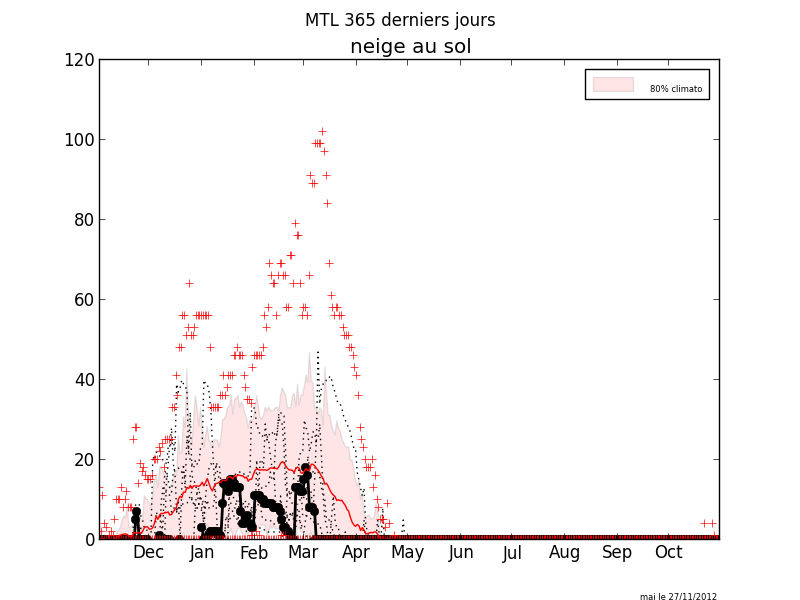 MTL 365 derniers jours
neige au sol
120
80% climato
100
80
60
40
20
0
Dec Jan Feb Mar Apr May Jun Jul Aug Sep Oct
mai le 27/11/2012